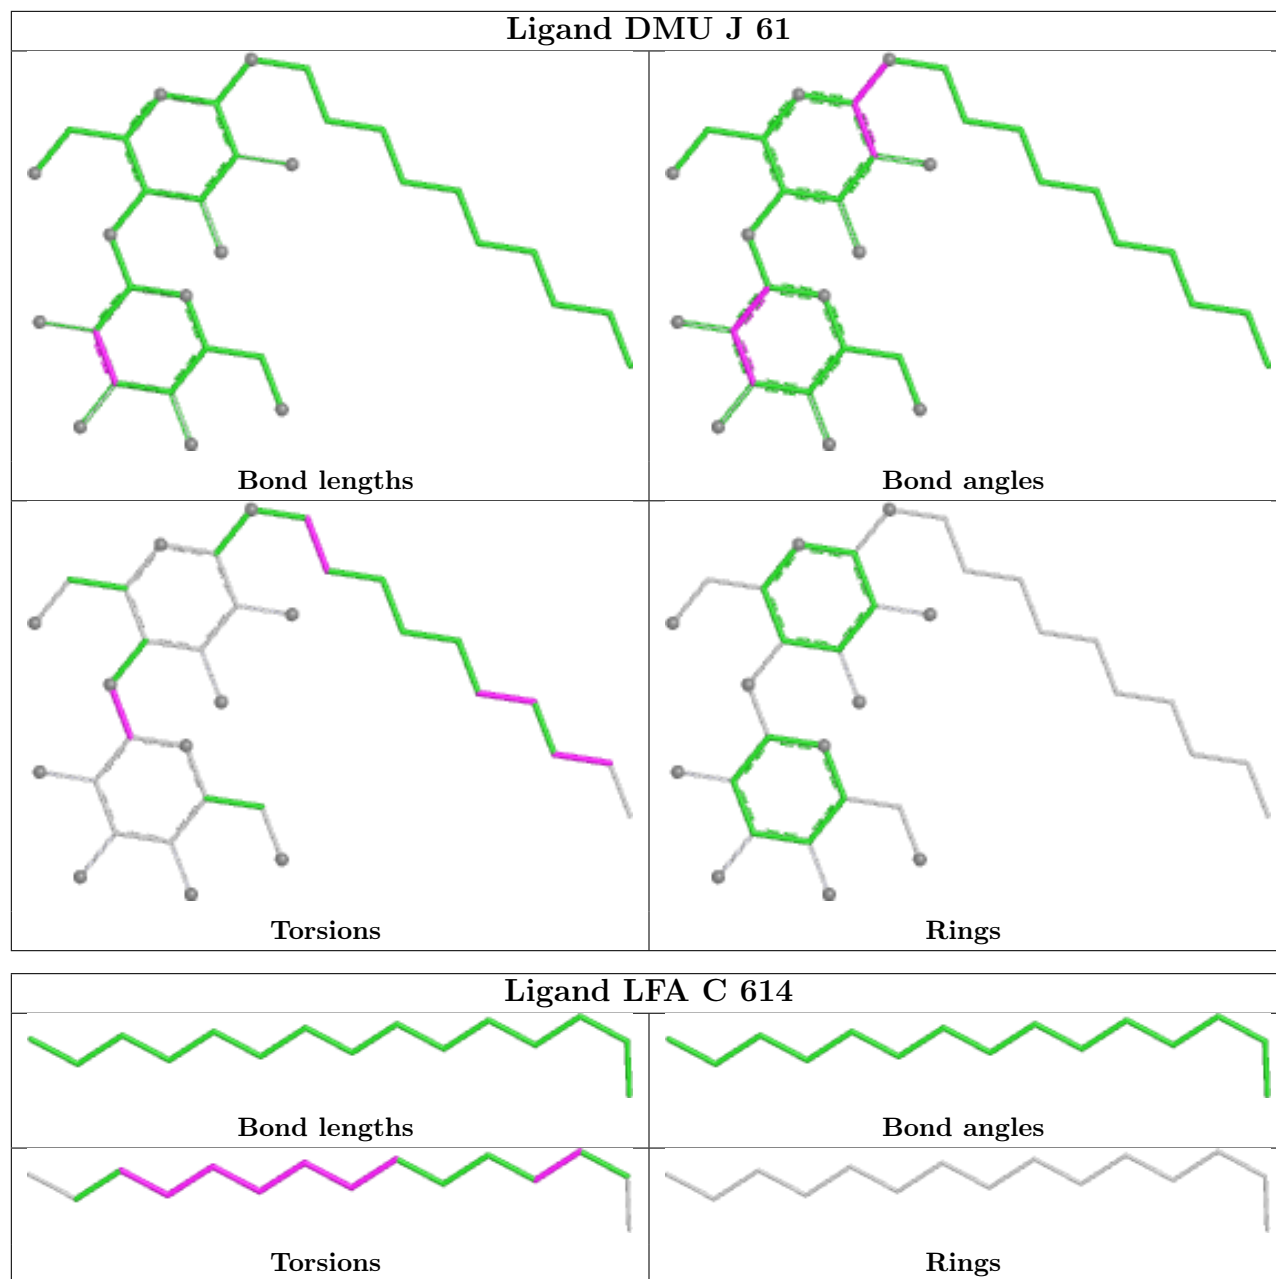 Ligand DMU J 61
Bond lengths
Bond angles
Torsions
Rings
Ligand LFA C 614
Bond lengths
Bond angles
Torsions
Rings